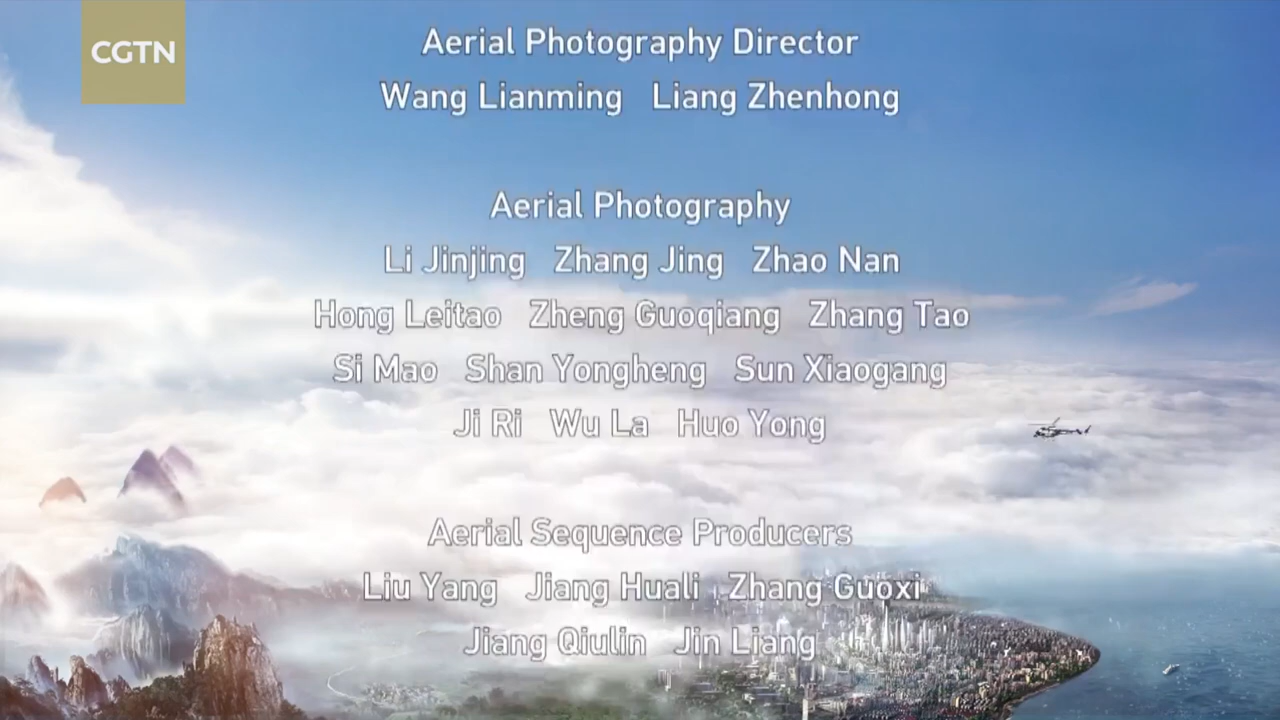 CGTN
Aerial Photography Director
Wang Lianming Liang Zhenhong
Aerial Photography
Li Jinjing Zhang Jing Zhao Nan
Hong Leitao Zheng Guoqiang Zhang Tao
Si Mao Shan Yongheng Sun Xiaogang
Ji Ri Wu La Huo Yong
Aerial Sequence Producers
Liu Yang Jiang Huali Zhang Guoxi
Jiang Qiulin Jin Liang